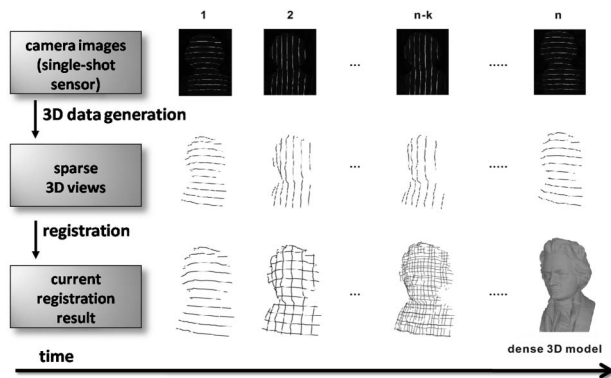 1 2 n-k n
camera images
(single-shot
sensor)
... .....
3D data generation
sparse
3D views
... .....
registration
current
registration
result
... .....
dense 3D model
time